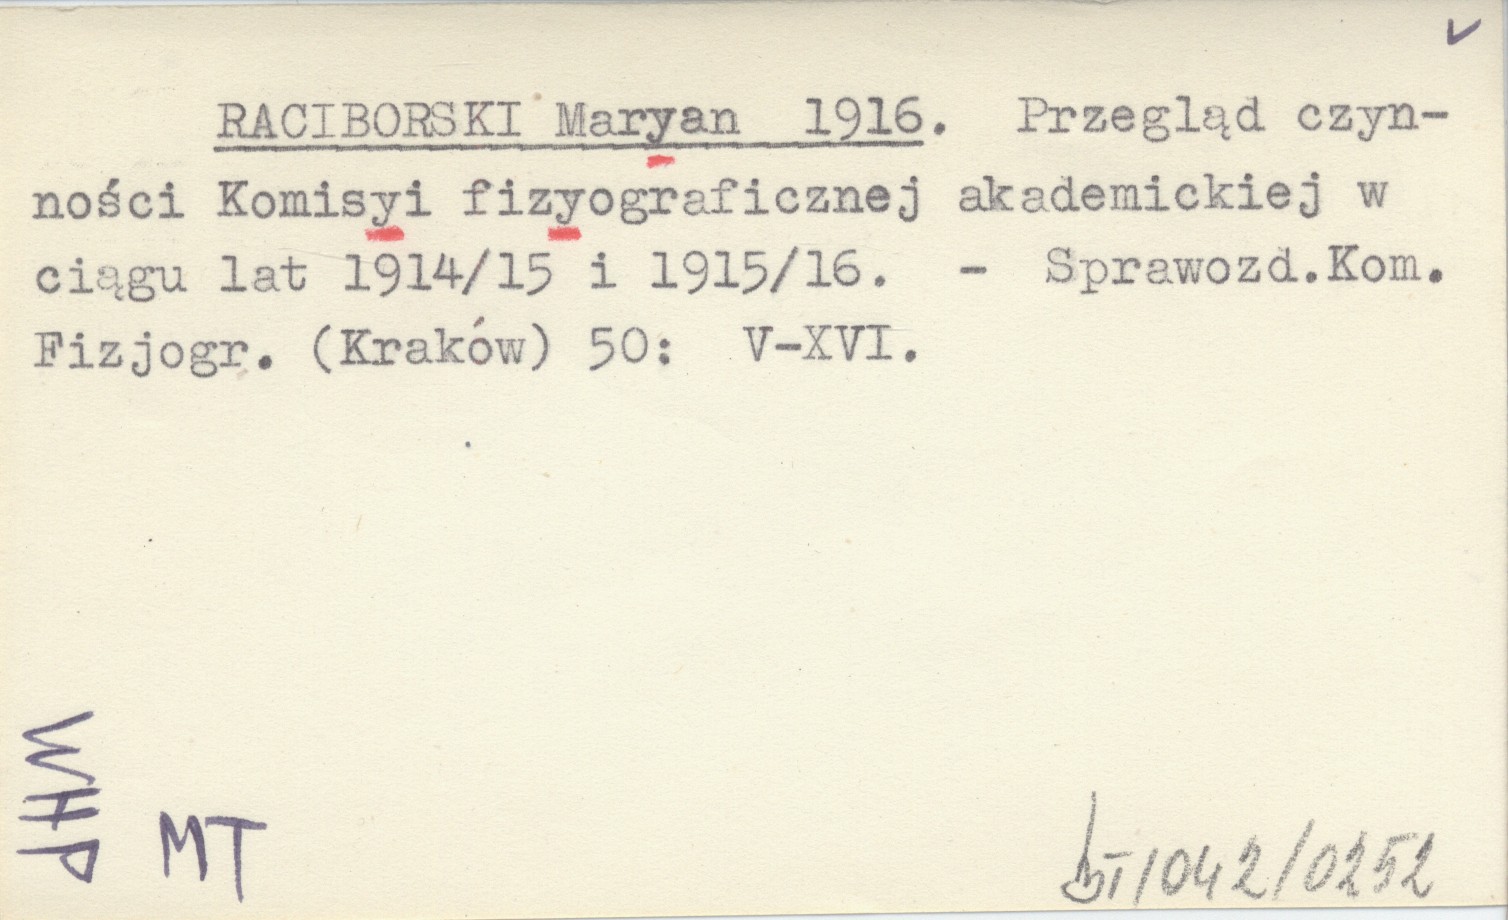 RACIBORSKI Maryan 1916. Przegląd czyn-
ności Komisyi fizyograficznej akademickiej w
ciągu lat 1914/15 i 1915/16. - Sprawozd.Kom.
Fizjogr. (Kraków) 50: V-XVI.
WHP
MT
/042/0252